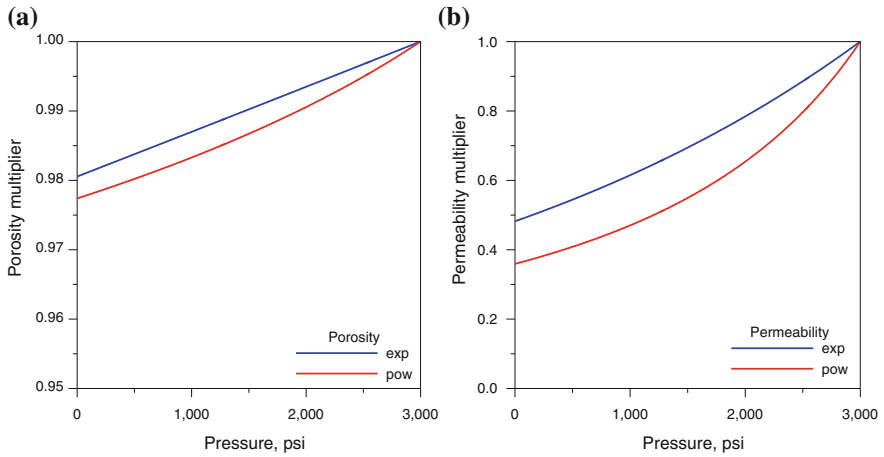 (a)
1.00
0.99
0.98
0.97
0.96
0.95
Porosity multiplier
Porosity
exp
pow
0
1,000
2,000
3,000
Pressure, psi
(b)
1.0
0.8
0.6
0.4
0.2
0.0
Permeability multiplier
Permeability
exp
pow
0
1,000
2,000
3,000
Pressure, psi